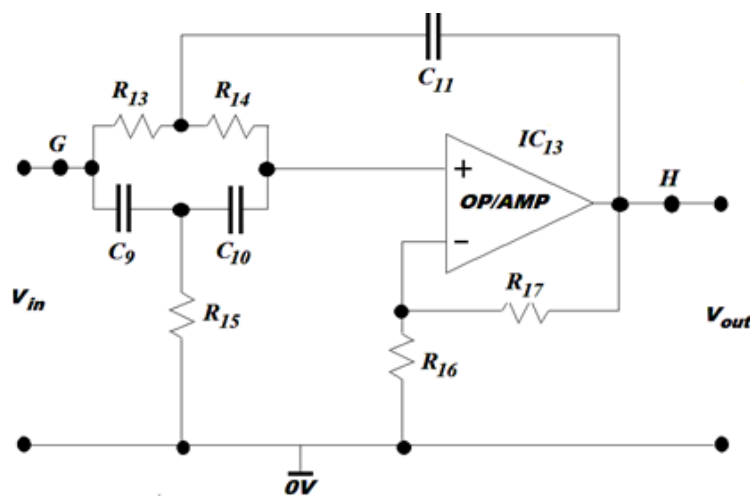 C11
R13
R14
IC13
G
+
OP/AMP
H
−
C9
C10
R17
Vin
R15
Vout
R16
0V